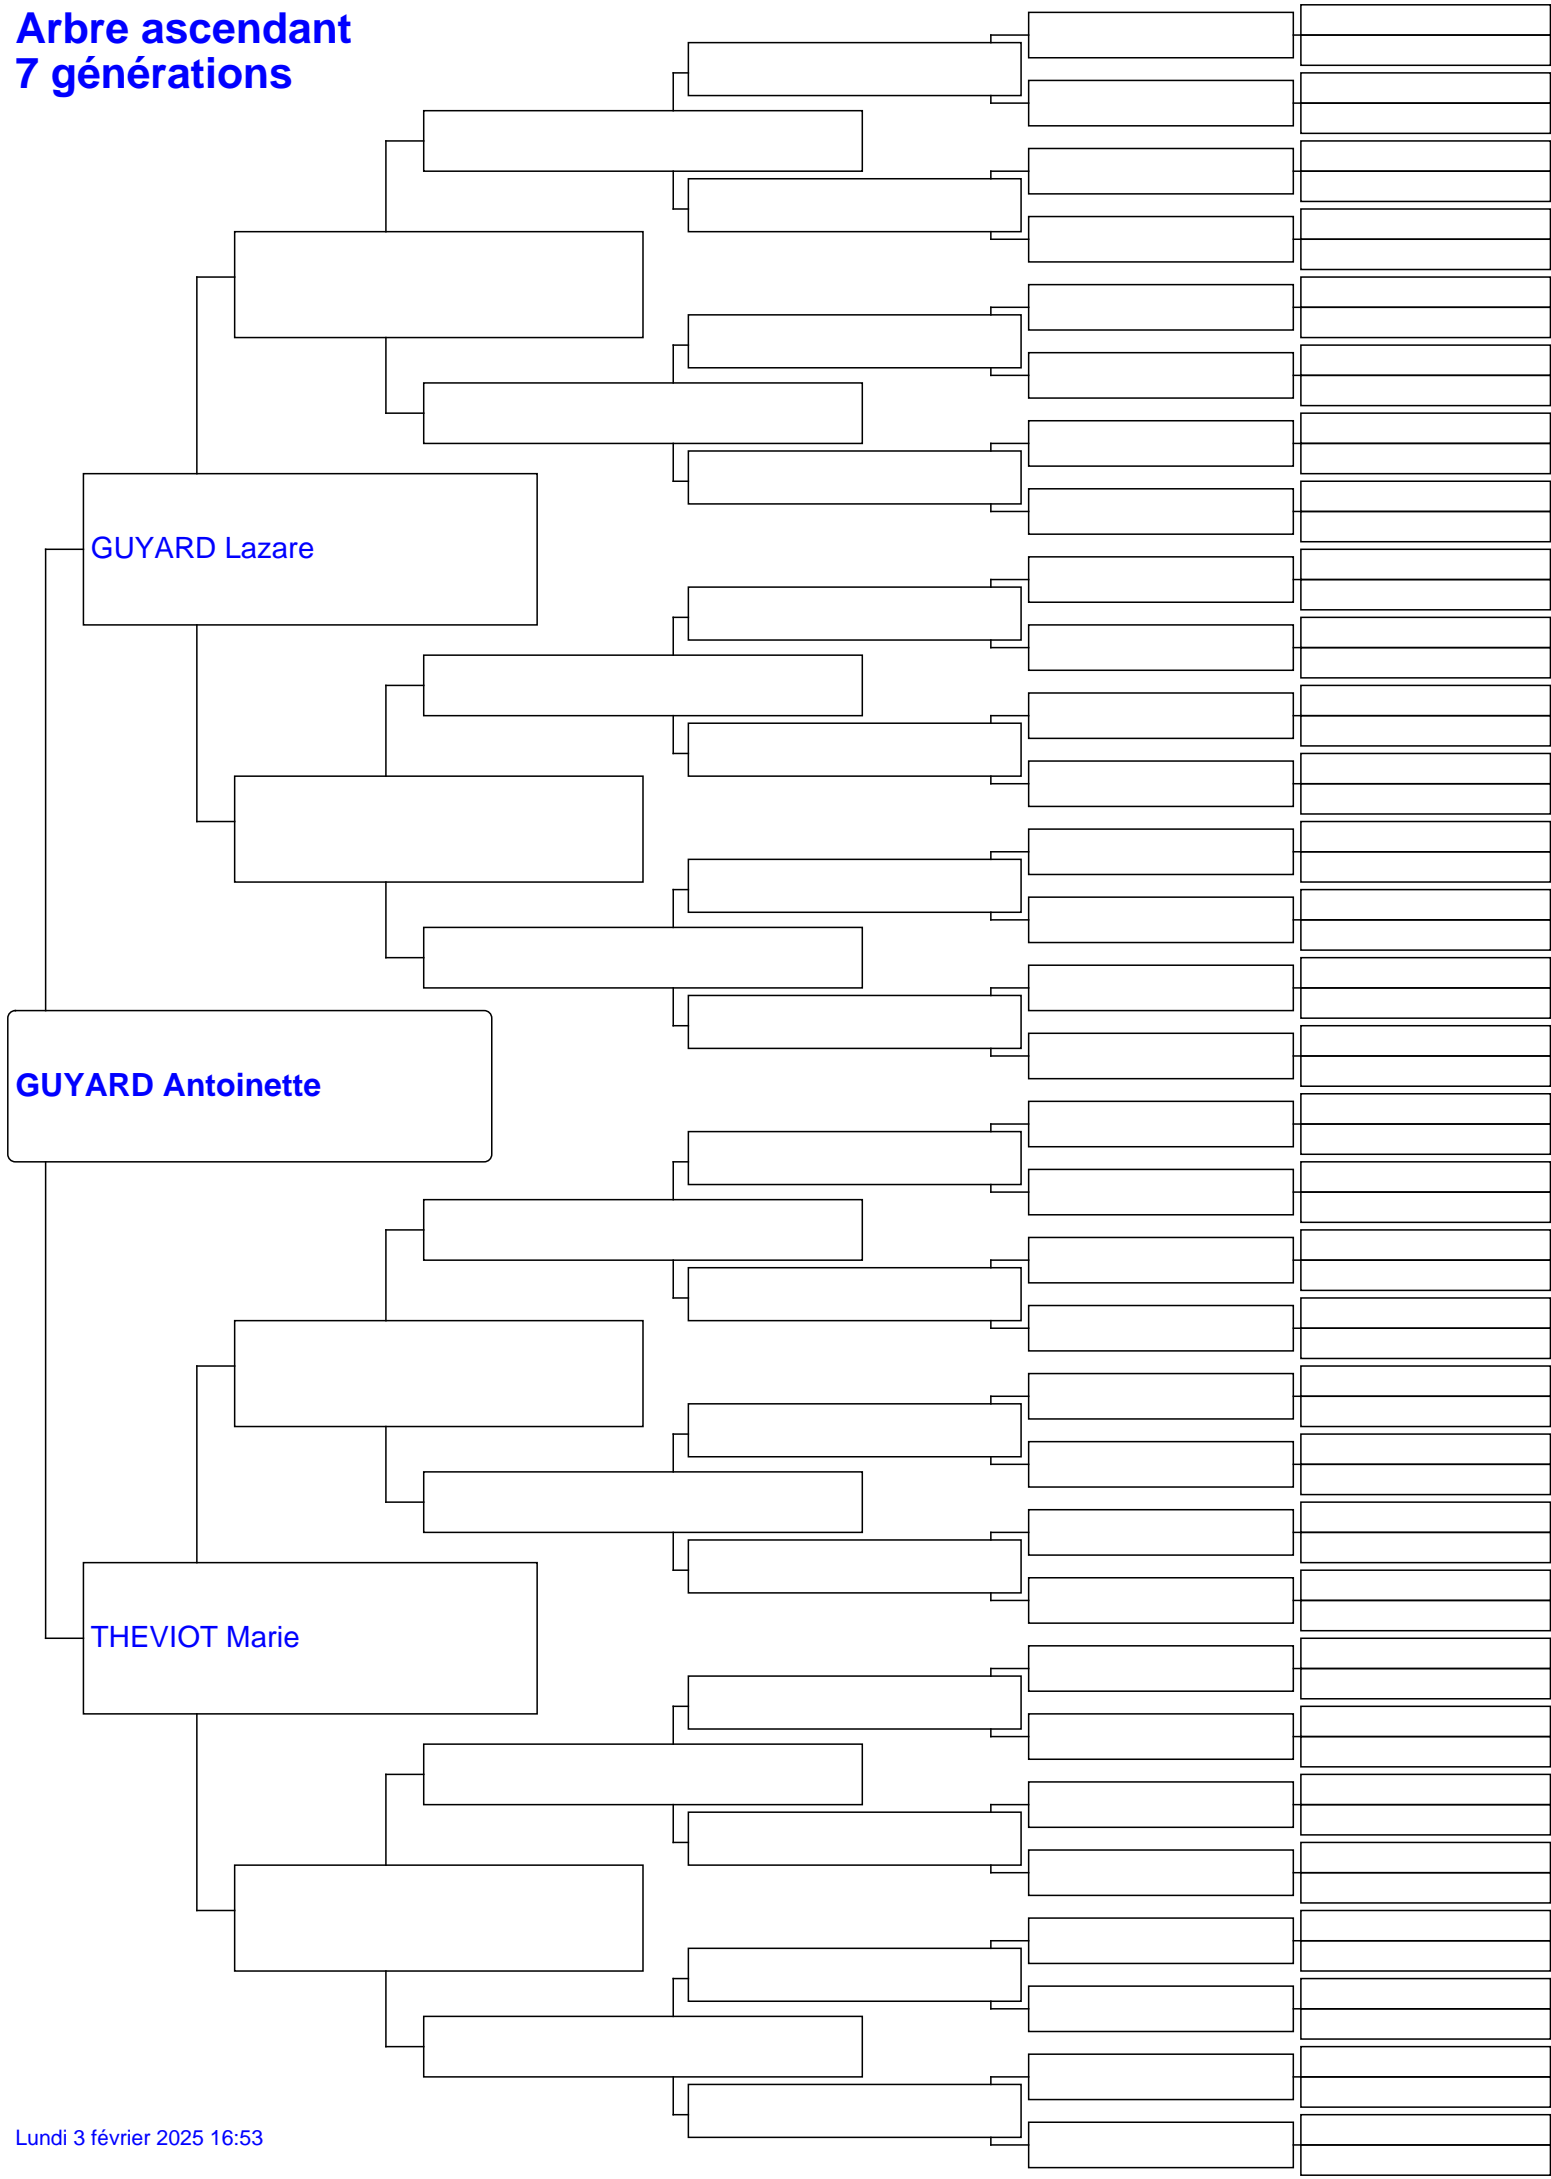 Arbre ascendant
7 générations
GUYARD Lazare
GUYARD Antoinette
THEVIOT Marie
Lundi 3 février 2025 16:53